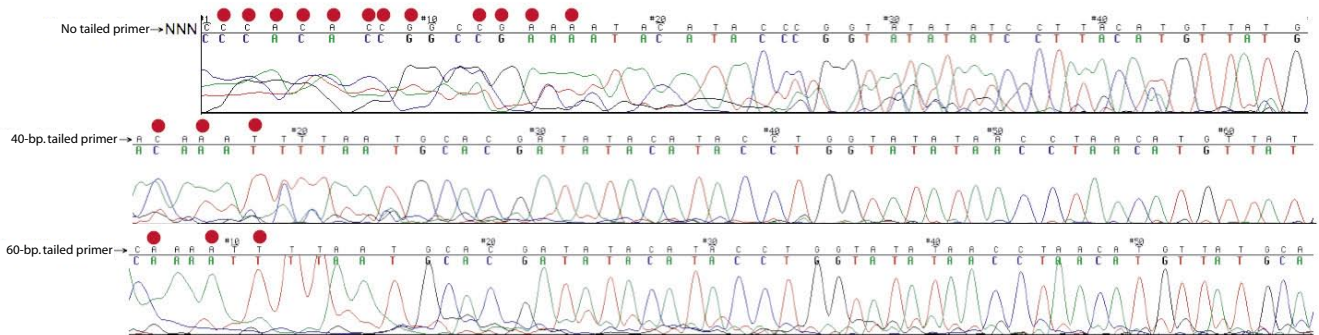 #1 #10 #20 #30 #40
No tailed primer NNN C C C A C A C C G G C C G A A A A T A C A T A C C C G G T A T A T A T C C T T A C A T G T T A T G
C C C A C A C C G G C C G A A A A T A C A T A C C C G G T A T A T A T C C T T A C A T G T T A T G
#20 #30 #40 #50 #60
40-bp. tailed primer A C A A A T T T T A A T G C A C G A T A T A C A T A C C T G G T A T A T A A C C T A A C A T G T T A T
A C A A A T T T T A A T G C A C G A T A T A C A T A C C T G G T A T A T A A C C T A A C A T G T T A T
#10 #20 #30 #40 #50
60-bp. tailed primer C A A A A T T T T A A T G C A C G A T A T A C A T A C C T G G T A T A T A A C C T A A C A T G T T A T G C A
C A A A A T T T T A A T G C A C G A T A T A C A T A C C T G G T A T A T A A C C T A A C A T G T T A T G C A